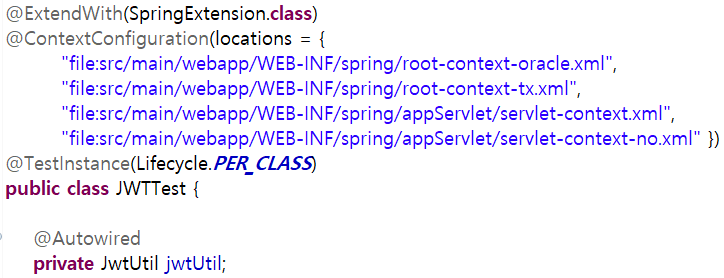 @ExtendWith(SpringExtension.class)
@ContextConfiguration(locations = {
"file:src/main/webapp/WEB-INF/spring/root-context-oracle.xml",
"file:src/main/webapp/WEB-INF/spring/root-context-tx.xml",
"file:src/main/webapp/WEB-INF/spring/appServlet/servlet-context.xml",
"file:src/main/webapp/WEB-INF/spring/appServlet/servlet-context-no.xml" })
@TestInstance(Lifecycle.PER_CLASS)
public class JWTTest {
@Autowired
private JwtUtil jwtUtil;